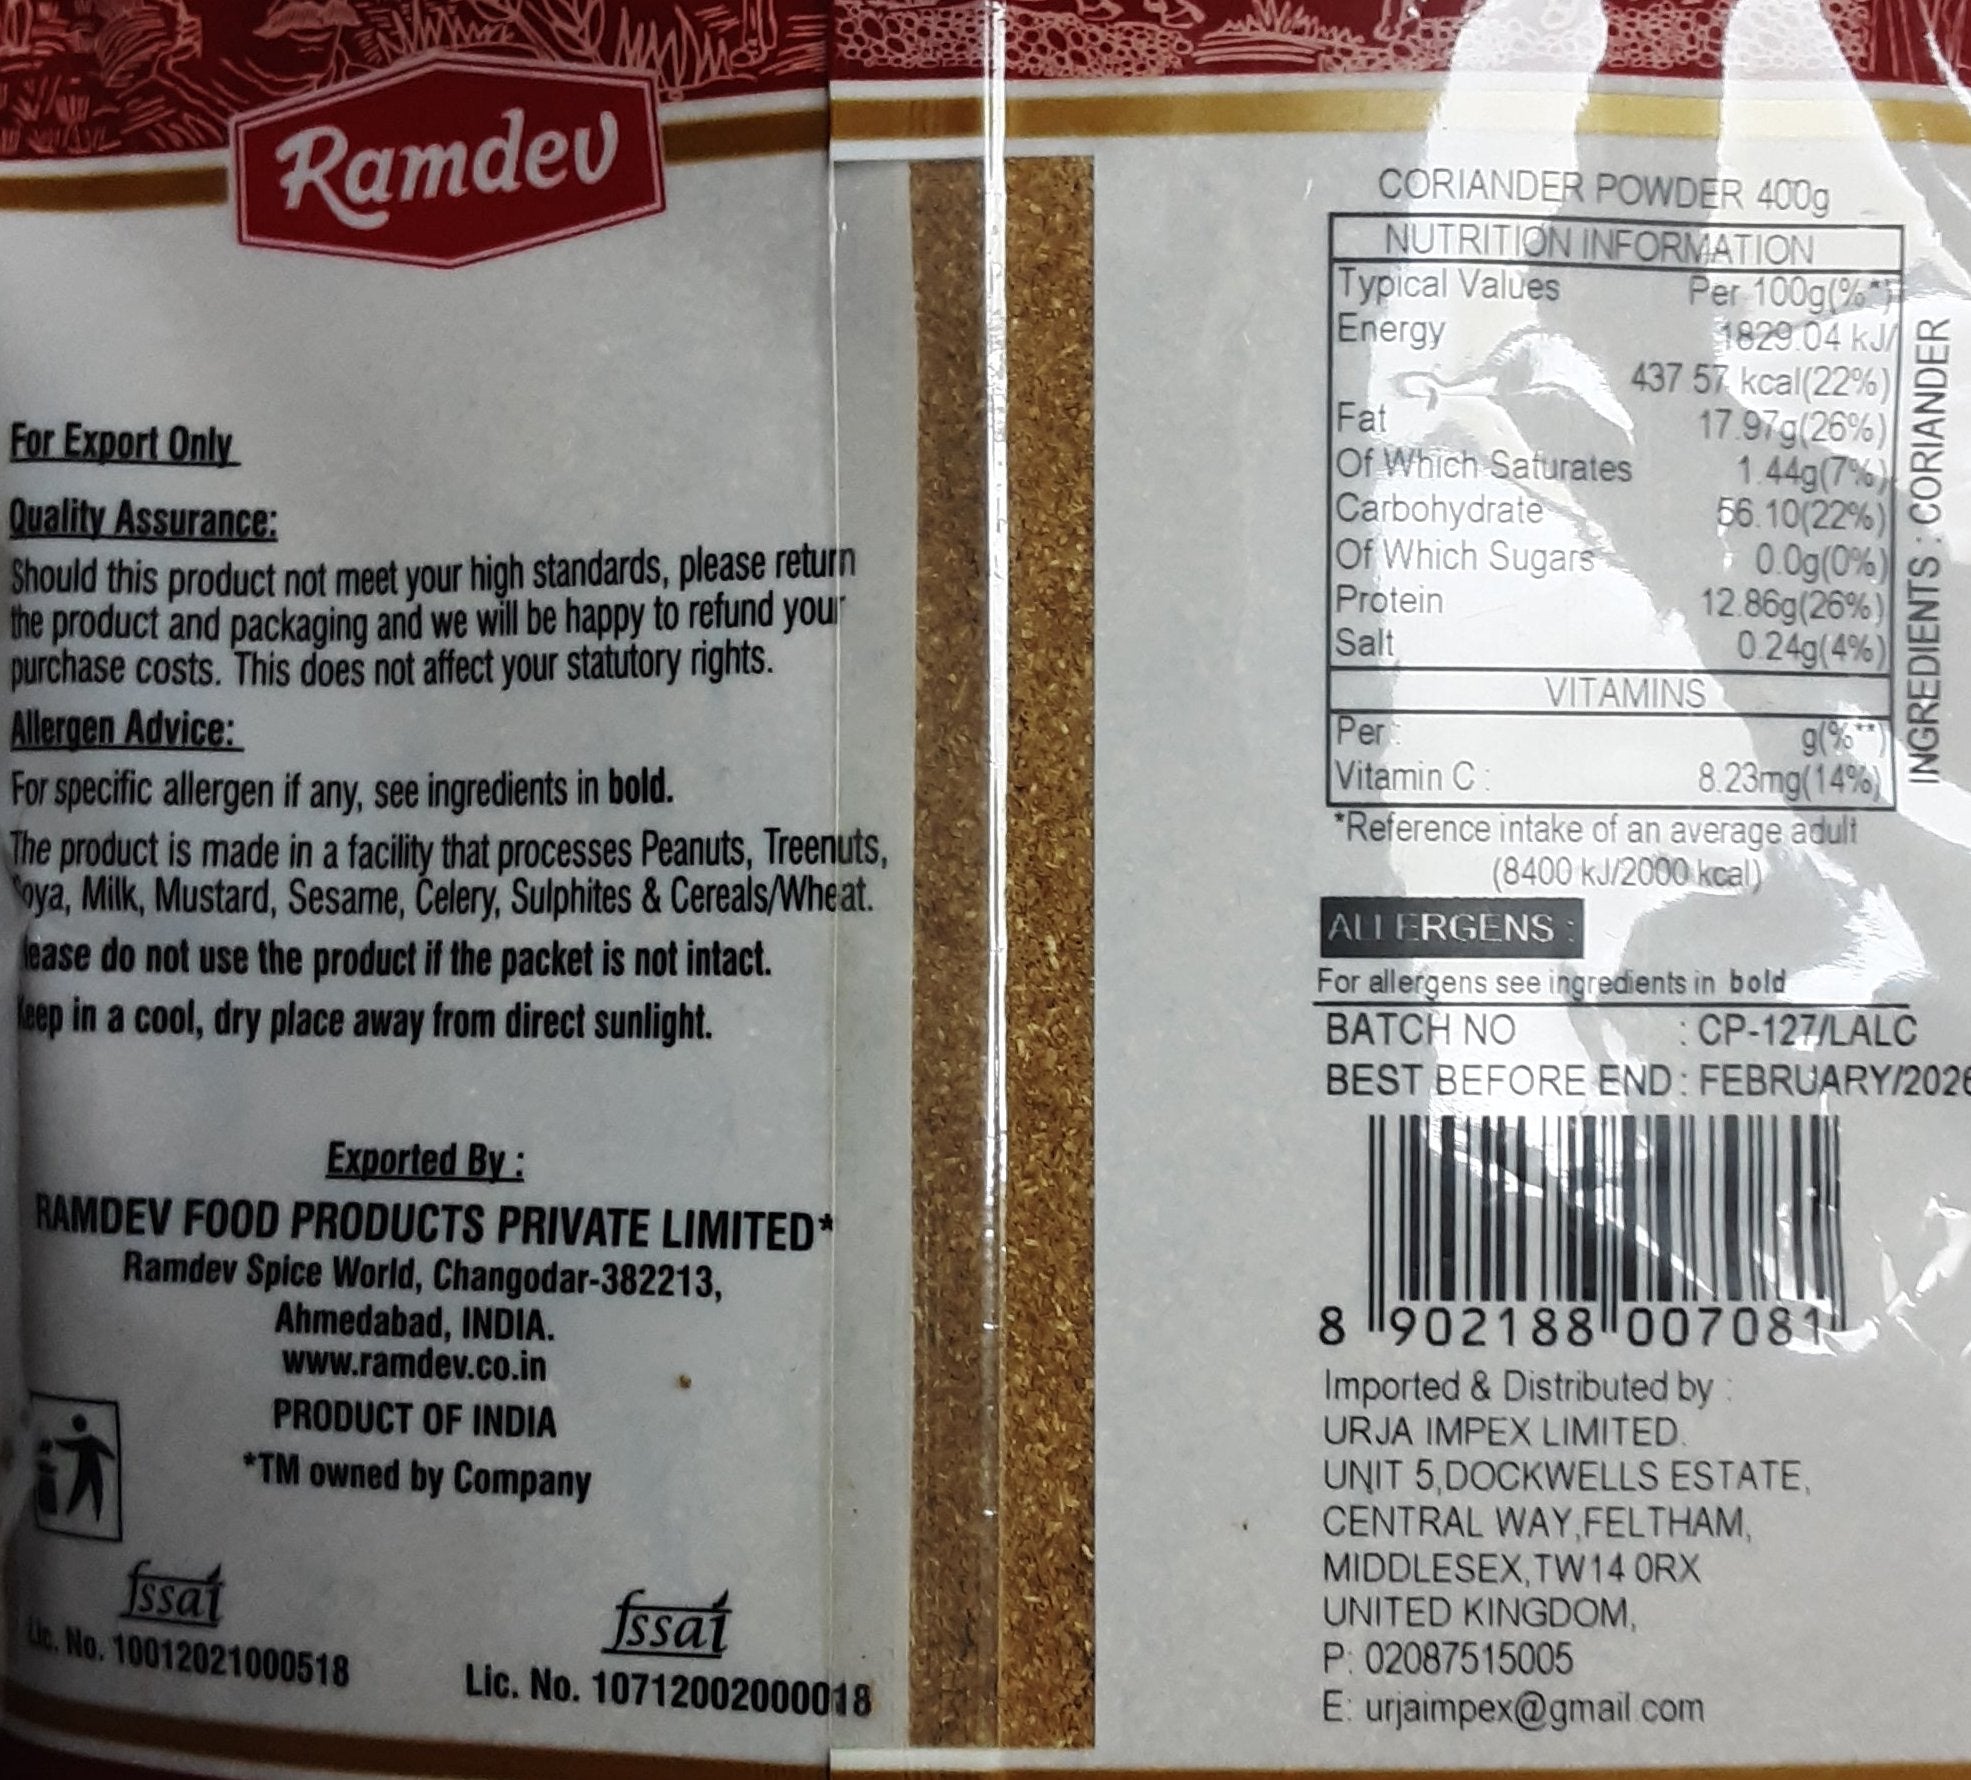 Ramdev
For Export Only
Quality Assurance:
Should this product not meet your high standards, please return
the product and packaging and we will be happy to refund your
purchase costs. This does not affect your statutory rights.
Allergen Advice:
For specific allergen if any, see ingredients in bold.
The product is made in a facility that processes Peanuts, Treenuts,
oya, Milk, Mustard, Sesame, Celery, Sulphites & Cereals/Wheat.
lease do not use the product if the packet is not intact.
Keep in a cool, dry place away from direct sunlight.
Exported By :
RAMDEV FOOD PRODUCTS PRIVATE LIMITED*
Ramdev Spice World, Changodar-382213,
Ahmedabad, INDIA.
www.ramdev.co.in
PRODUCT OF INDIA
*TM owned by Company
fssai
Lic. No. 10012021000518
fssai
Lic. No. 10712002000018
CORIANDER POWDER 400g
NUTRITION INFORMATION
Typical Values Per 100g(%*)
Energy 1829.04 kJ/
437.57 kcal(22%)
Fat 17.97g(26%)
Of Which Saturates 1.44g(7%)
Carbohydrate 56.10(22%)
Of Which Sugars 0.0g(0%)
Protein 12.86g(26%)
Salt 0.24g(4%)
VITAMINS
Per : g(%**)
Vitamin C : 8.23mg(14%)
*Reference intake of an average adult
(8400 kJ/2000 kcal)
INGREDIENTS : CORIANDER
ALLERGENS :
For allergens see ingredients in bold
BATCH NO : CP-127/LALC
BEST BEFORE END : FEBRUARY/2026
8 902188 007081
Imported & Distributed by :
URJA IMPEX LIMITED.
UNIT 5,DOCKWELLS ESTATE,
CENTRAL WAY,FELTHAM,
MIDDLESEX,TW14 0RX
UNITED KINGDOM,
P: 02087515005
E: urjaimpex@gmail.com